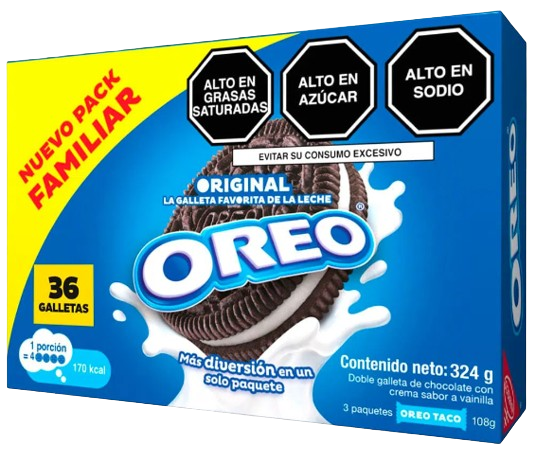 NUEVO PACK
FAMILIAR
ALTO EN
GRASAS
SATURADAS
ALTO EN
AZÚCAR
ALTO EN
SODIO
EVITAR SU CONSUMO EXCESIVO
ORIGINAL
LA GALLETA FAVORITA DE LA LECHE
OREO®
36
GALLETAS
1 porción
= 4
170 kcal
Más diversión en un
solo paquete
Contenido neto: 324 g
Doble galleta de chocolate con
crema sabor a vainilla
3 paquetes OREO TACO 108g
OREO